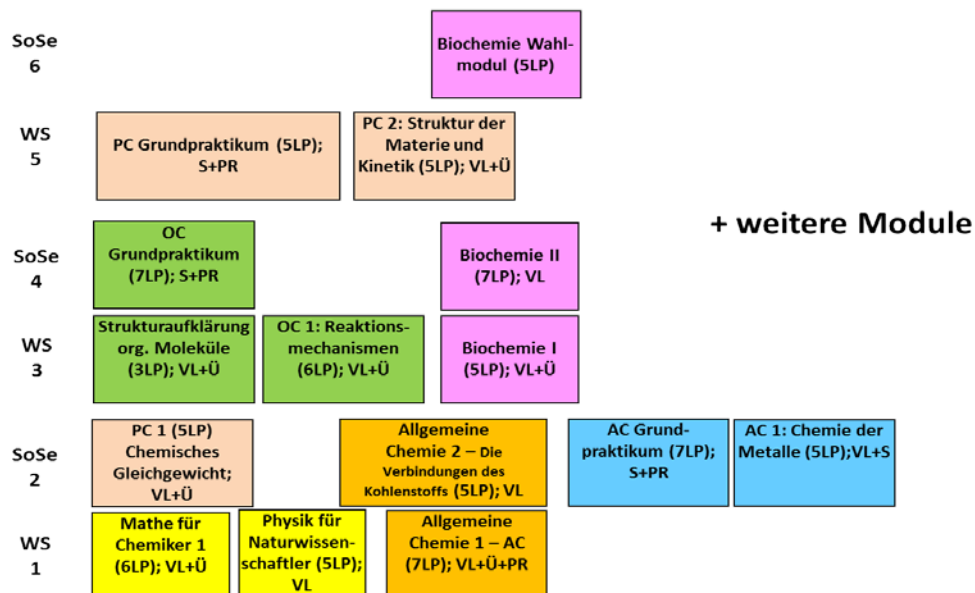 SoSe
6
Biochemie Wahl-
modul (5LP)
WS
5
PC Grundpraktikum (5LP);
S+PR
PC 2: Struktur der
Materie und
Kinetik (5LP); VL+Ü
+ weitere Module
SoSe
4
OC
Grundpraktikum
(7LP); S+PR
Biochemie II
(7LP); VL
WS
3
Strukturaufklärung
org. Moleküle
(3LP); VL+Ü
OC 1: Reaktions-
mechanismen
(6LP); VL+Ü
Biochemie I
(5LP); VL+Ü
SoSe
2
PC 1 (5LP)
Chemisches
Gleichgewicht;
VL+Ü
Allgemeine
Chemie 2 – Die
Verbindungen des
Kohlenstoffs (5LP); VL
AC Grund-
praktikum (7LP);
S+PR
AC 1: Chemie der
Metalle (5LP);VL+S
WS
1
Mathe für
Chemiker 1
(6LP); VL+Ü
Physik für
Naturwissen-
schaftler (5LP);
VL
Allgemeine
Chemie 1 – AC
(7LP); VL+Ü+PR